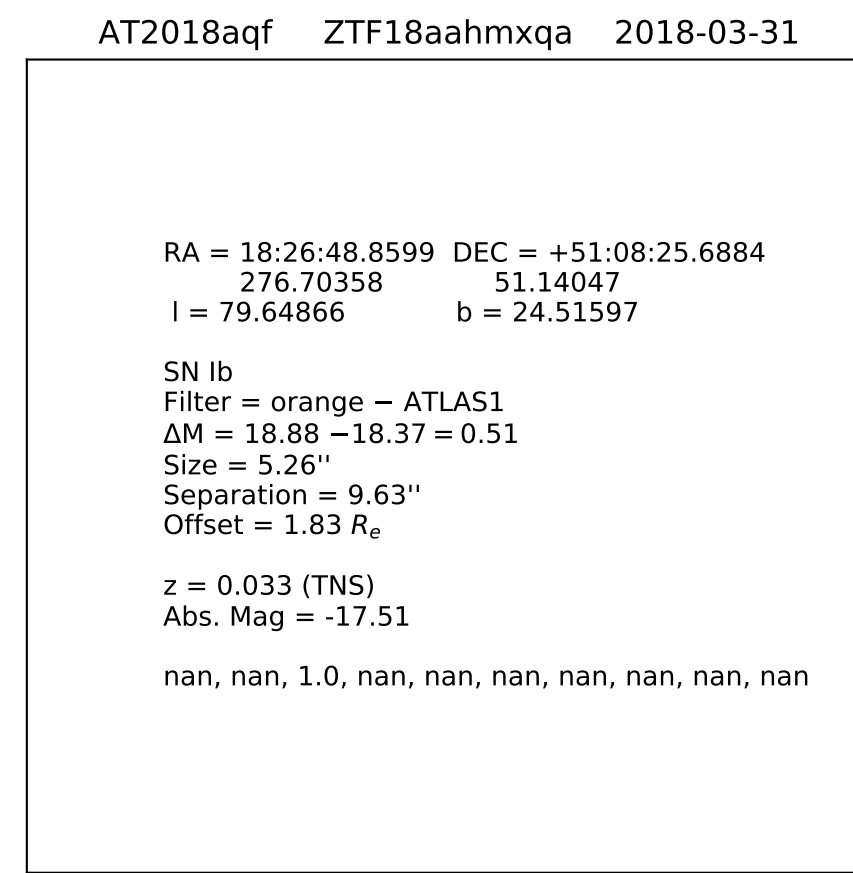 AT2018aqf ZTF18aahmxqa 2018-03-31
RA = 18:26:48.8599 DEC = +51:08:25.6884
276.70358 51.14047
l = 79.64866 b = 24.51597
SN Ib
Filter = orange − ATLAS1
ΔM = 18.88 −18.37 = 0.51
Size = 5.26''
Separation = 9.63''
Offset = 1.83 Rₑ
z = 0.033 (TNS)
Abs. Mag = -17.51
nan, nan, 1.0, nan, nan, nan, nan, nan, nan, nan